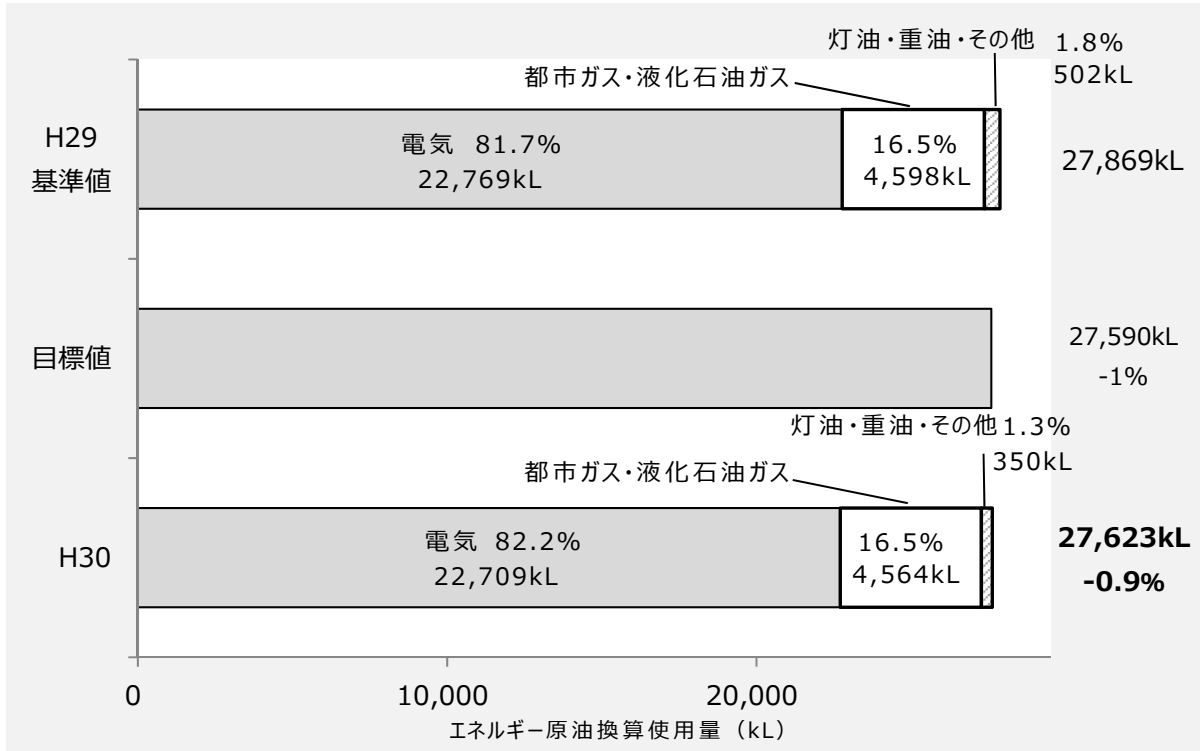 灯油・重油・その他 1.8%
502kL
都市ガス・液化石油ガス
H29
基準値
電気 81.7%
22,769kL
16.5%
4,598kL
27,869kL
目標値
27,590kL
-1%
灯油・重油・その他 1.3%
350kL
都市ガス・液化石油ガス
H30
電気 82.2%
22,709kL
16.5%
4,564kL
27,623kL
-0.9%
0 10,000 20,000
エネルギー原油換算使用量（kL）